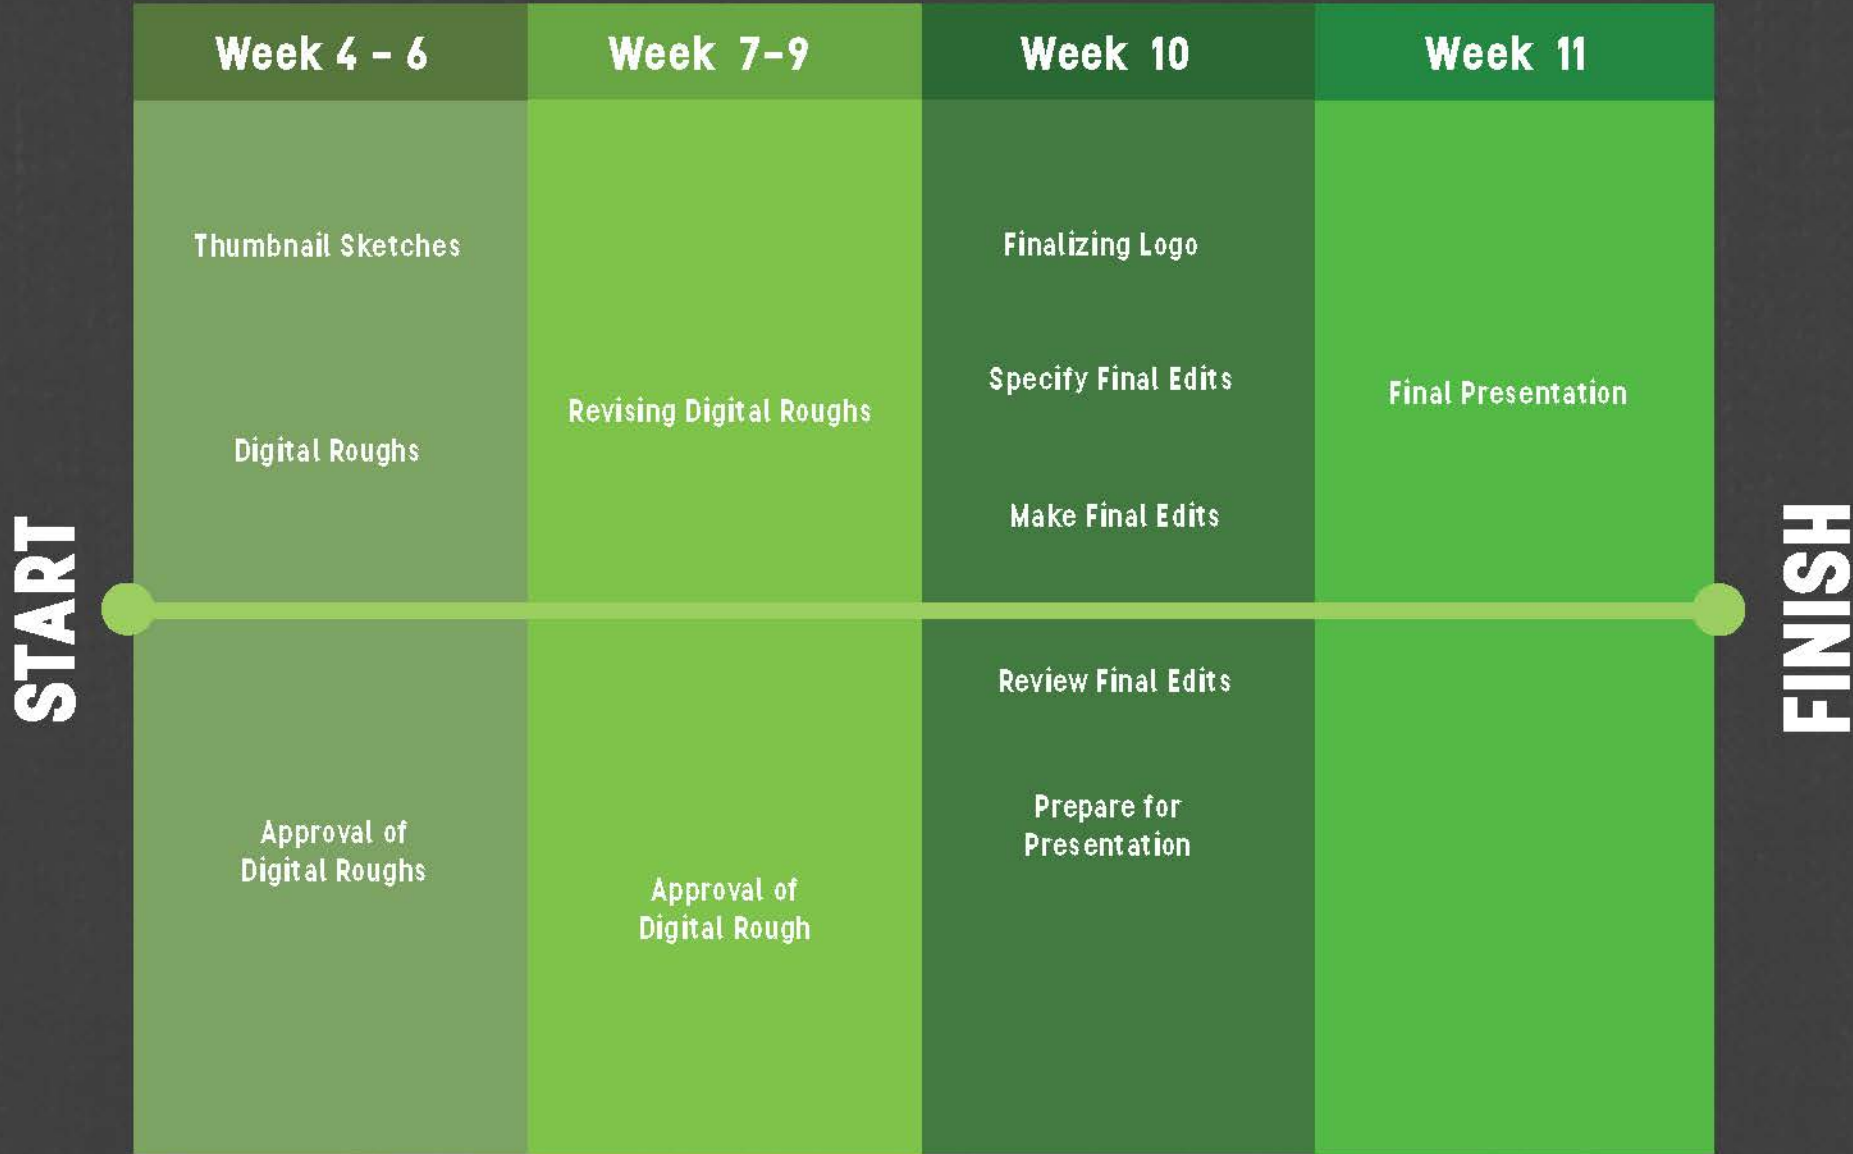 START
Week 4 - 6
Thumbnail Sketches
Digital Roughs
Approval of
Digital Roughs
Week 7-9
Revising Digital Roughs
Approval of
Digital Rough
Week 10
Finalizing Logo
Specify Final Edits
Make Final Edits
Review Final Edits
Prepare for
Presentation
Week 11
Final Presentation
FINISH